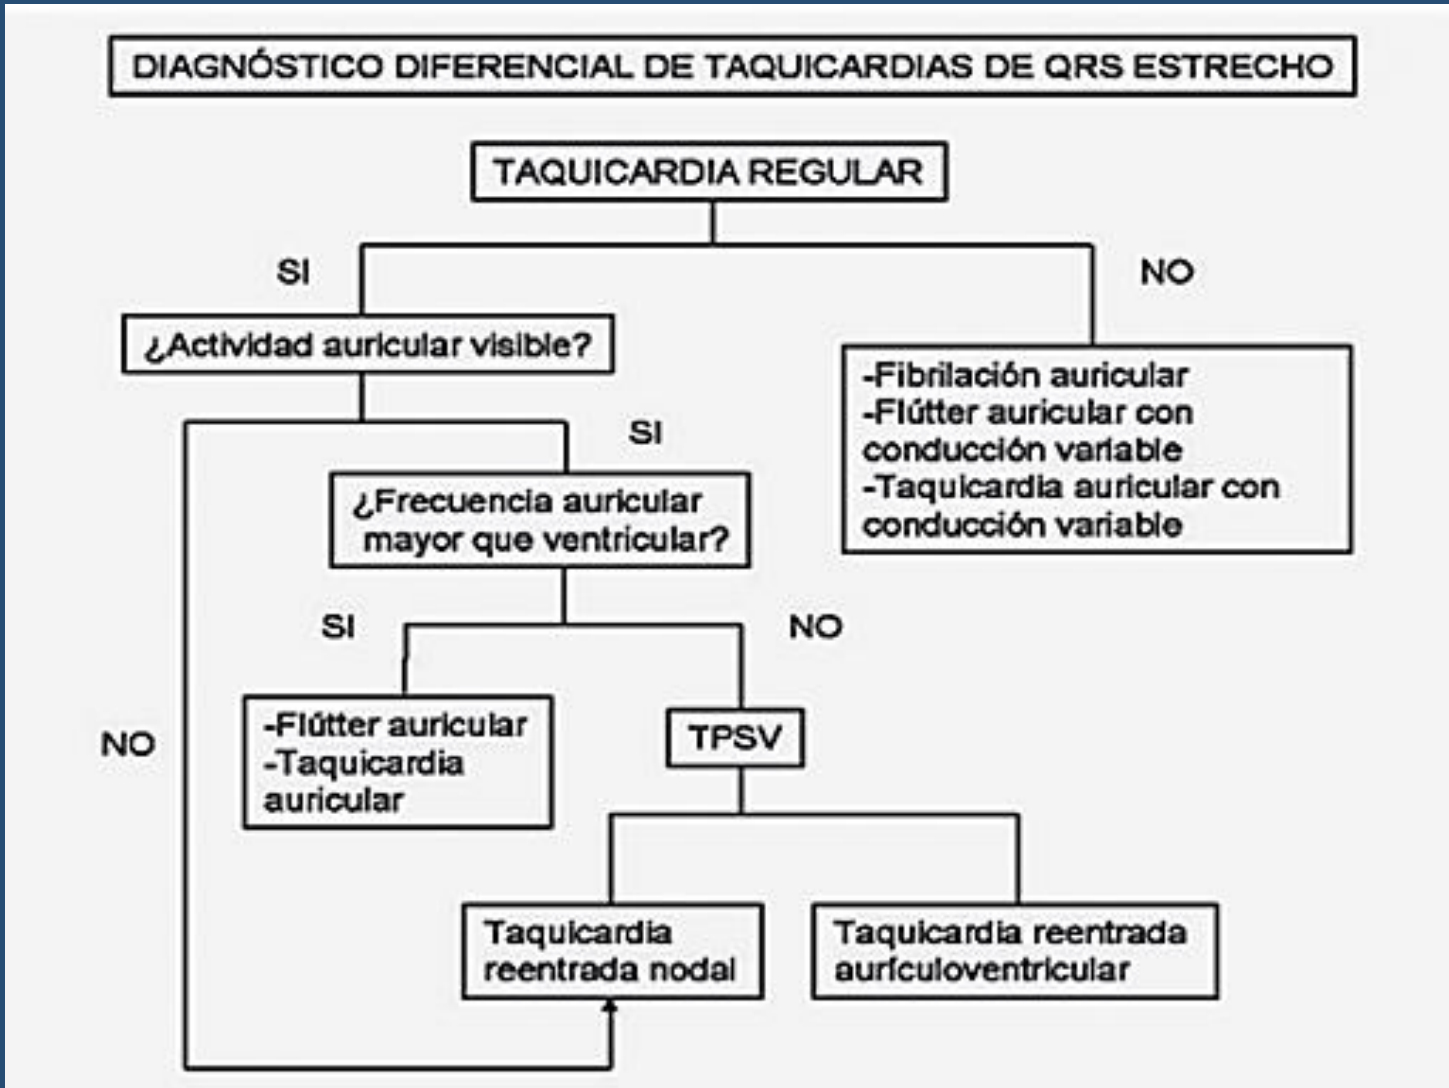 DIAGNÓSTICO DIFERENCIAL DE TAQUICARDIAS DE QRS ESTRECHO
TAQUICARDIA REGULAR
SI
NO
¿Actividad auricular visible?
-Fibrilación auricular
-Flútter auricular con
conducción variable
-Taquicardia auricular con
conducción variable
SI
¿Frecuencia auricular
mayor que ventricular?
SI
NO
-Flútter auricular
-Taquicardia
auricular
TPSV
NO
Taquicardia
reentrada nodal
Taquicardia reentrada
aurículoventricular